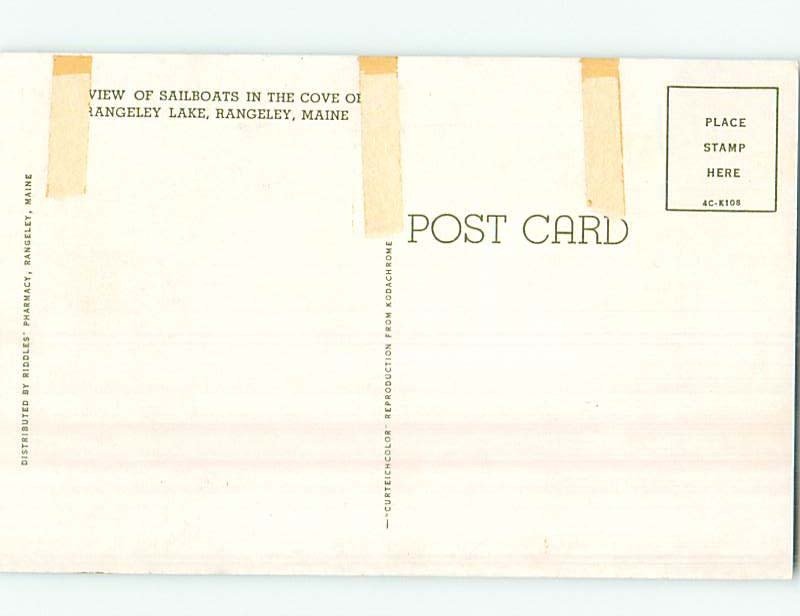 VIEW OF SAILBOATS IN THE COVE OF
RANGELEY LAKE, RANGELEY, MAINE
PLACE
STAMP
HERE
4C-K108
POST CARD
DISTRIBUTED BY RIDDLES' PHARMACY, RANGELEY, MAINE
—"CURTEICHCOLOR" REPRODUCTION FROM KODACHROME